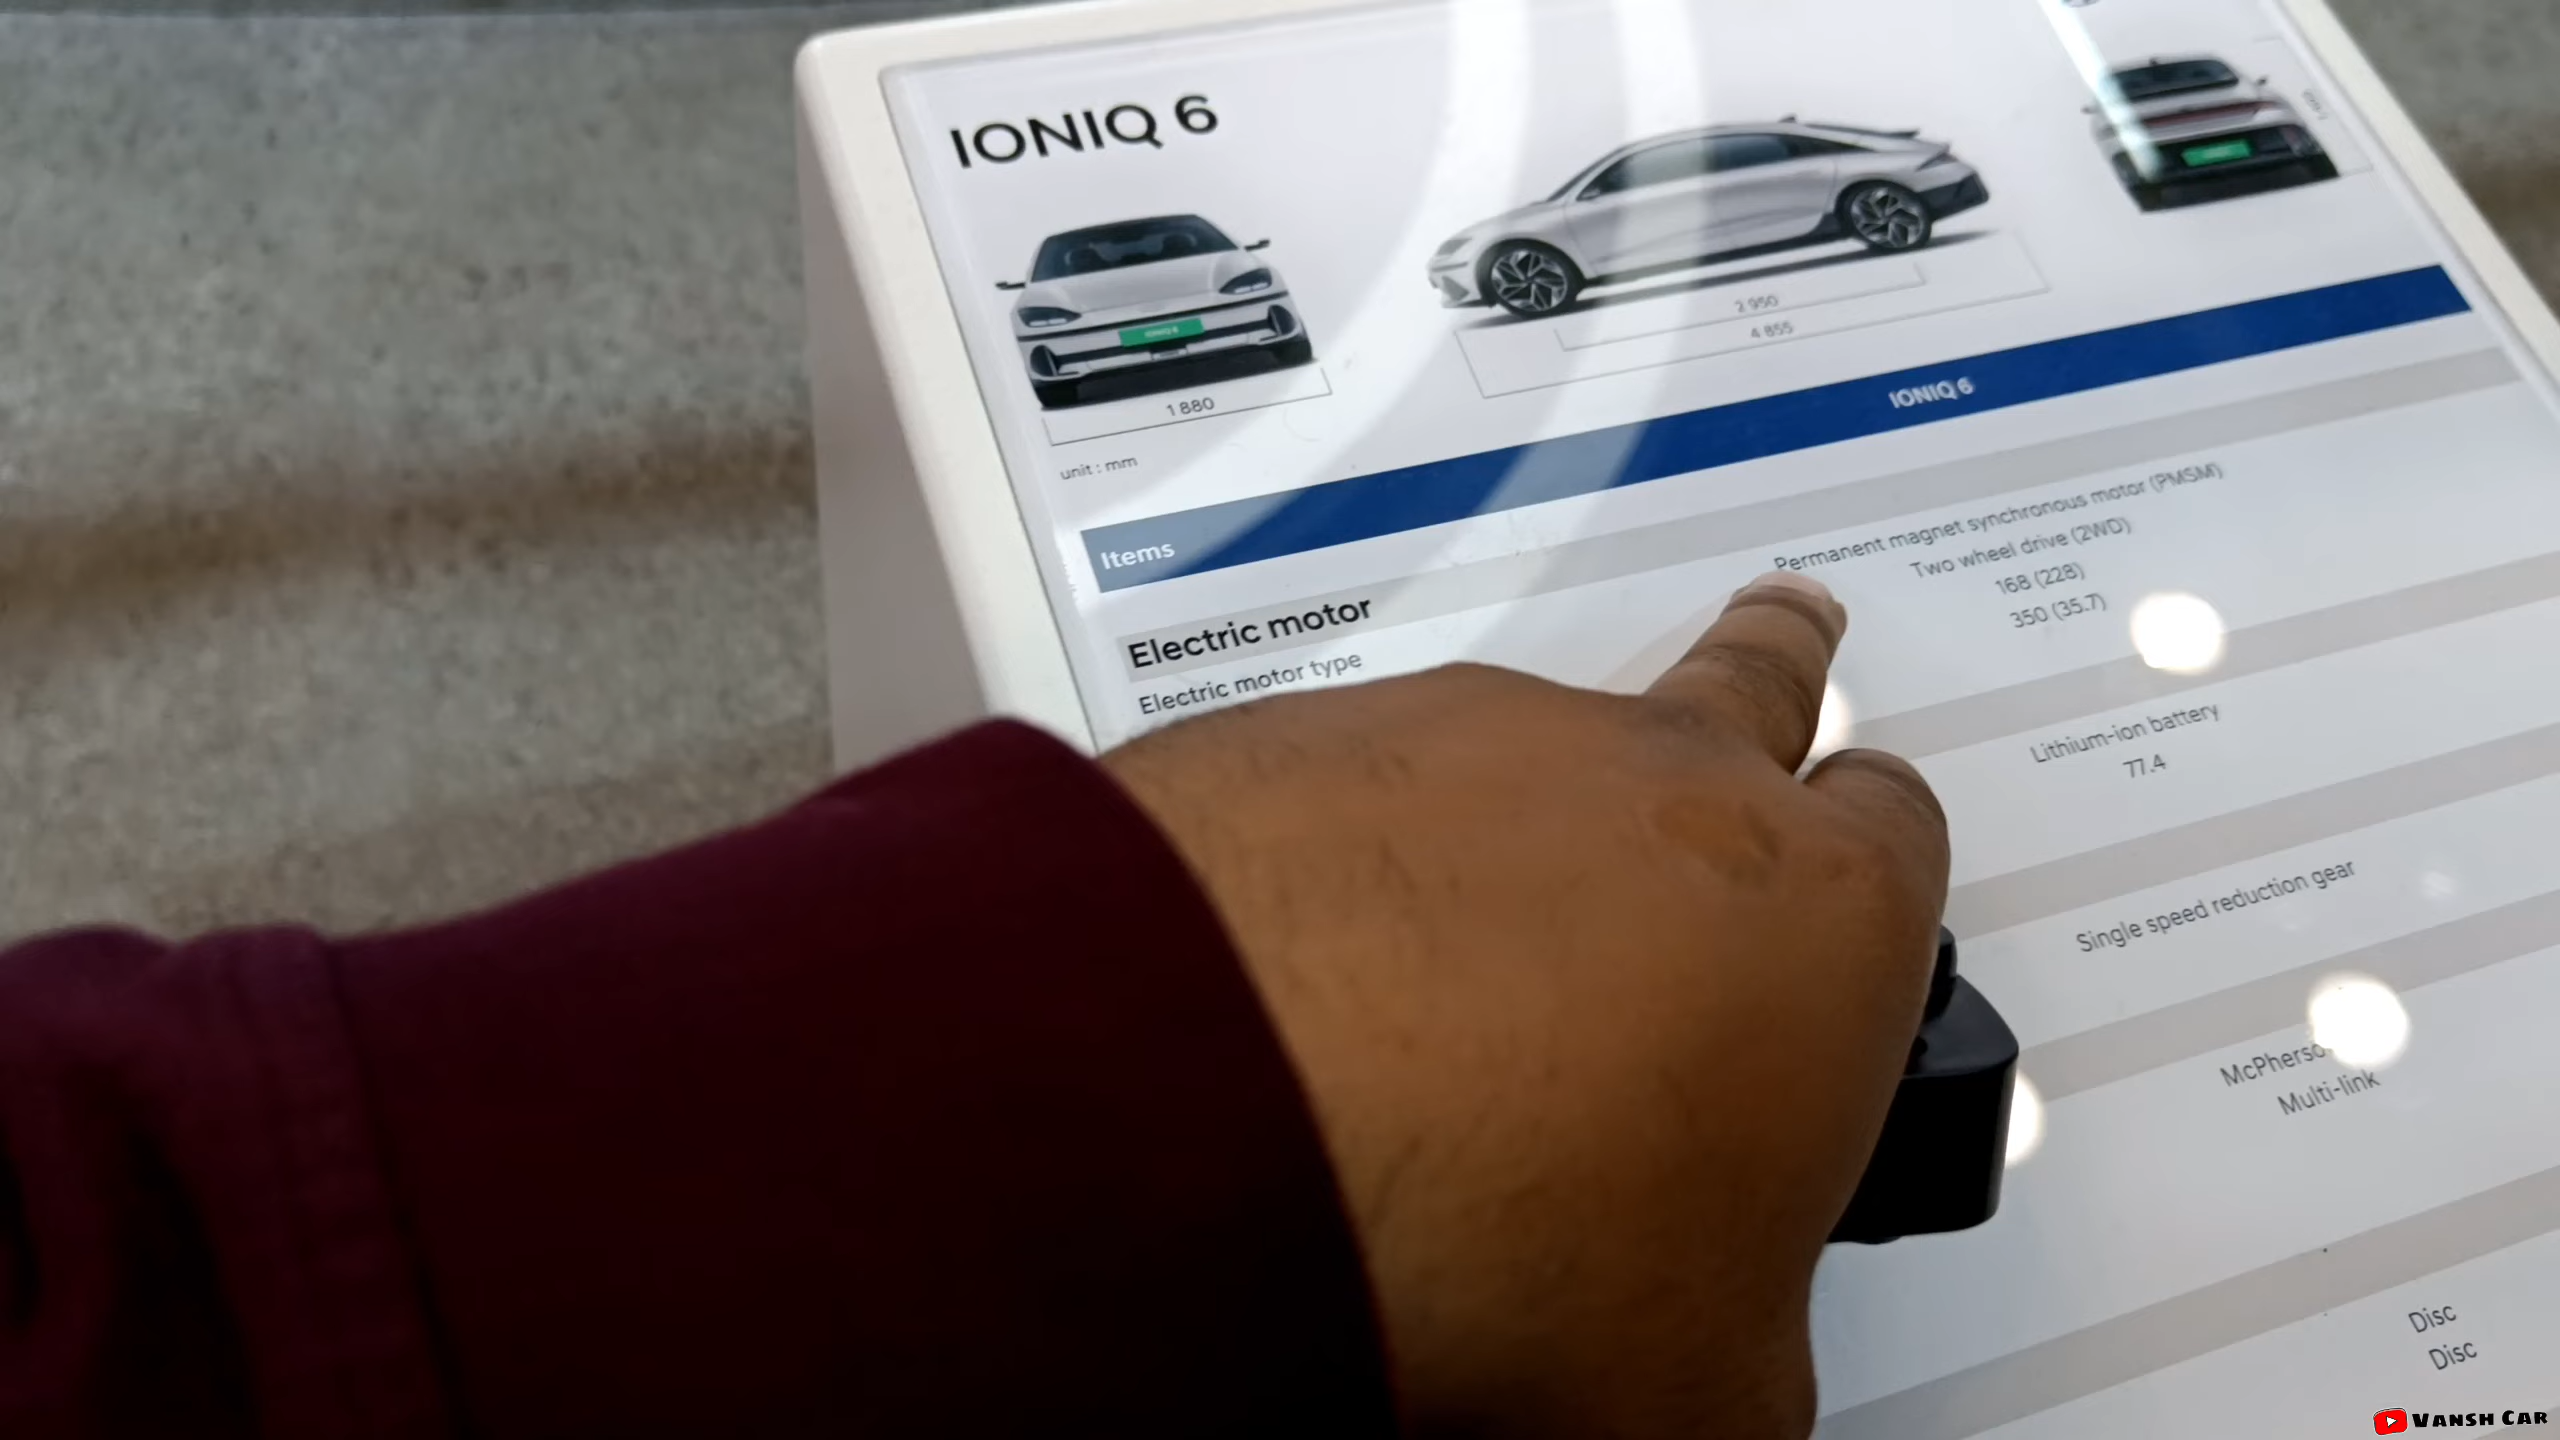 IONIQ 6
IONIQ 6
2 950
4 855
1 880
unit : mm
Items
IONIQ 6
Electric motor
Electric motor type
Permanent magnet synchronous motor (PMSM)
Two wheel drive (2WD)
168 (228)
350 (35.7)
Lithium-ion battery
77.4
Single speed reduction gear
Multi-link
Disc
Disc
VANSH CAR